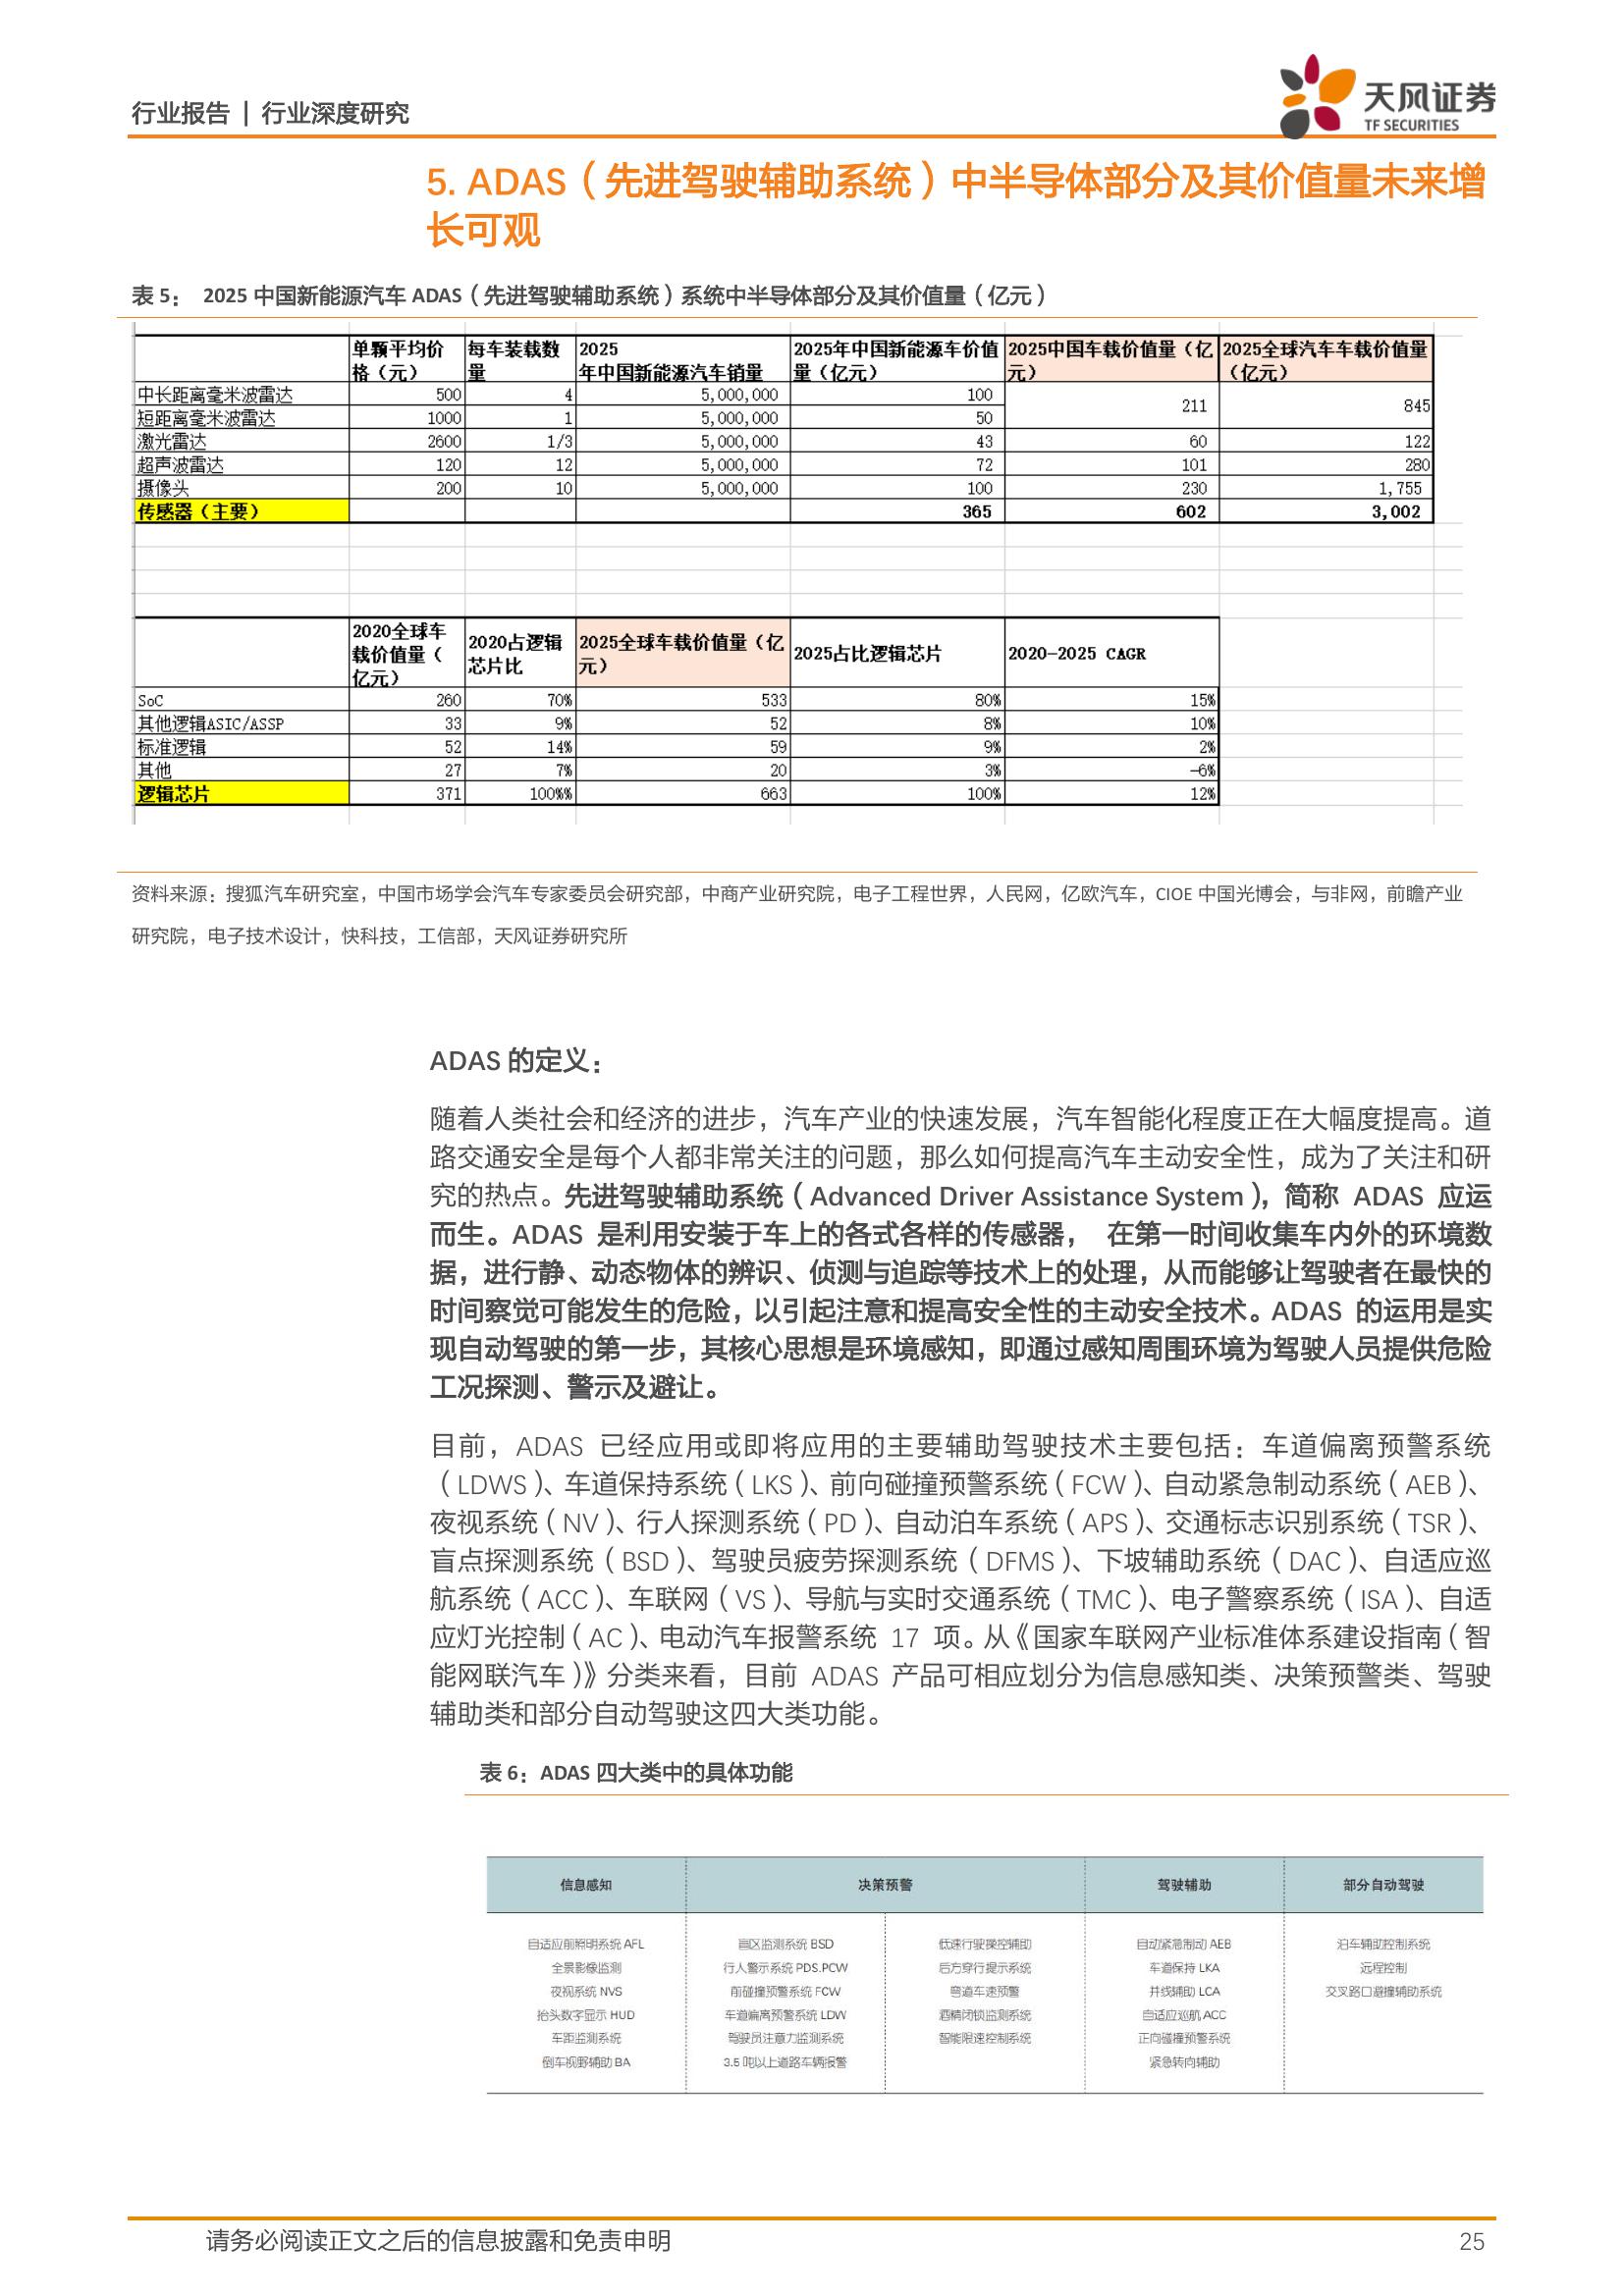 行业报告 | 行业深度研究
天风证券
TF SECURITIES
5. ADAS（先进驾驶辅助系统）中半导体部分及其价值量未来增
长可观
表 5： 2025 中国新能源汽车 ADAS（先进驾驶辅助系统）系统中半导体部分及其价值量（亿元）
单颗平均价格（元） 每车装载数量 2025年中国新能源汽车销量 2025年中国新能源车价值量（亿元） 2025中国车载价值量（亿元） 2025全球汽车车载价值量（亿元）
中长距离毫米波雷达 500 4 5,000,000 100 211 845
短距离毫米波雷达 1000 1 5,000,000 50
激光雷达 2600 1/3 5,000,000 43 60 122
超声波雷达 120 12 5,000,000 72 101 280
摄像头 200 10 5,000,000 100 230 1,755
传感器（主要） 365 602 3,002
2020全球车载价值量（亿元） 2020占逻辑芯片比 2025全球车载价值量（亿元） 2025占比逻辑芯片 2020-2025 CAGR
SoC 260 70% 533 80% 15%
其他逻辑ASIC/ASSP 33 9% 52 8% 10%
标准逻辑 52 14% 59 9% 2%
其他 27 7% 20 3% -6%
逻辑芯片 371 100%% 663 100% 12%
资料来源：搜狐汽车研究室，中国市场学会汽车专家委员会研究部，中商产业研究院，电子工程世界，人民网，亿欧汽车，CIOE 中国光博会，与非网，前瞻产业
研究院，电子技术设计，快科技，工信部，天风证券研究所
ADAS 的定义：
随着人类社会和经济的进步，汽车产业的快速发展，汽车智能化程度正在大幅度提高。道
路交通安全是每个人都非常关注的问题，那么如何提高汽车主动安全性，成为了关注和研
究的热点。先进驾驶辅助系统（Advanced Driver Assistance System），简称 ADAS 应运
而生。ADAS 是利用安装于车上的各式各样的传感器， 在第一时间收集车内外的环境数
据，进行静、动态物体的辨识、侦测与追踪等技术上的处理，从而能够让驾驶者在最快的
时间察觉可能发生的危险，以引起注意和提高安全性的主动安全技术。ADAS 的运用是实
现自动驾驶的第一步，其核心思想是环境感知，即通过感知周围环境为驾驶人员提供危险
工况探测、警示及避让。
目前，ADAS 已经应用或即将应用的主要辅助驾驶技术主要包括：车道偏离预警系统
（LDWS）、车道保持系统（LKS）、前向碰撞预警系统（FCW）、自动紧急制动系统（AEB）、
夜视系统（NV）、行人探测系统（PD）、自动泊车系统（APS）、交通标志识别系统（TSR）、
盲点探测系统（BSD）、驾驶员疲劳探测系统（DFMS）、下坡辅助系统（DAC）、自适应巡
航系统（ACC）、车联网（VS）、导航与实时交通系统（TMC）、电子警察系统（ISA）、自适
应灯光控制（AC）、电动汽车报警系统 17 项。从《国家车联网产业标准体系建设指南（智
能网联汽车）》分类来看，目前 ADAS 产品可相应划分为信息感知类、决策预警类、驾驶
辅助类和部分自动驾驶这四大类功能。
表 6：ADAS 四大类中的具体功能
信息感知 决策预警 驾驶辅助 部分自动驾驶
自适应前照明系统 AFL 盲区监测系统 BSD 低速行驶操控辅助 自动紧急制动 AEB 泊车辅助控制系统
全景影像监测 行人警示系统 PDS.PCW 后方穿行提示系统 车道保持 LKA 远程控制
夜视系统 NVS 前碰撞预警系统 FCW 弯道车速预警 并线辅助 LCA 交叉路口避撞辅助系统
抬头数字显示 HUD 车道偏离预警系统 LDW 酒精闭锁监测系统 自适应巡航 ACC
车距监测系统 驾驶员注意力监测系统 智能限速控制系统 正向碰撞预警系统
倒车视野辅助 BA 3.5 吨以上道路车辆报警 紧急转向辅助
请务必阅读正文之后的信息披露和免责申明 25